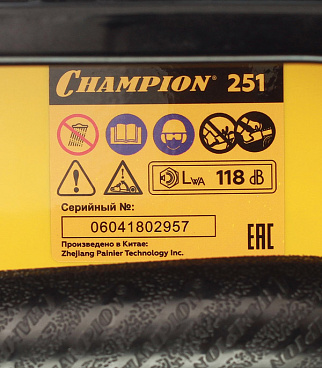 CHAMPION® 251
LWA 118 dB
Серийный №:
06041802957
Произведено в Китае:
Zhejiang Painier Technology Inc.
EAC